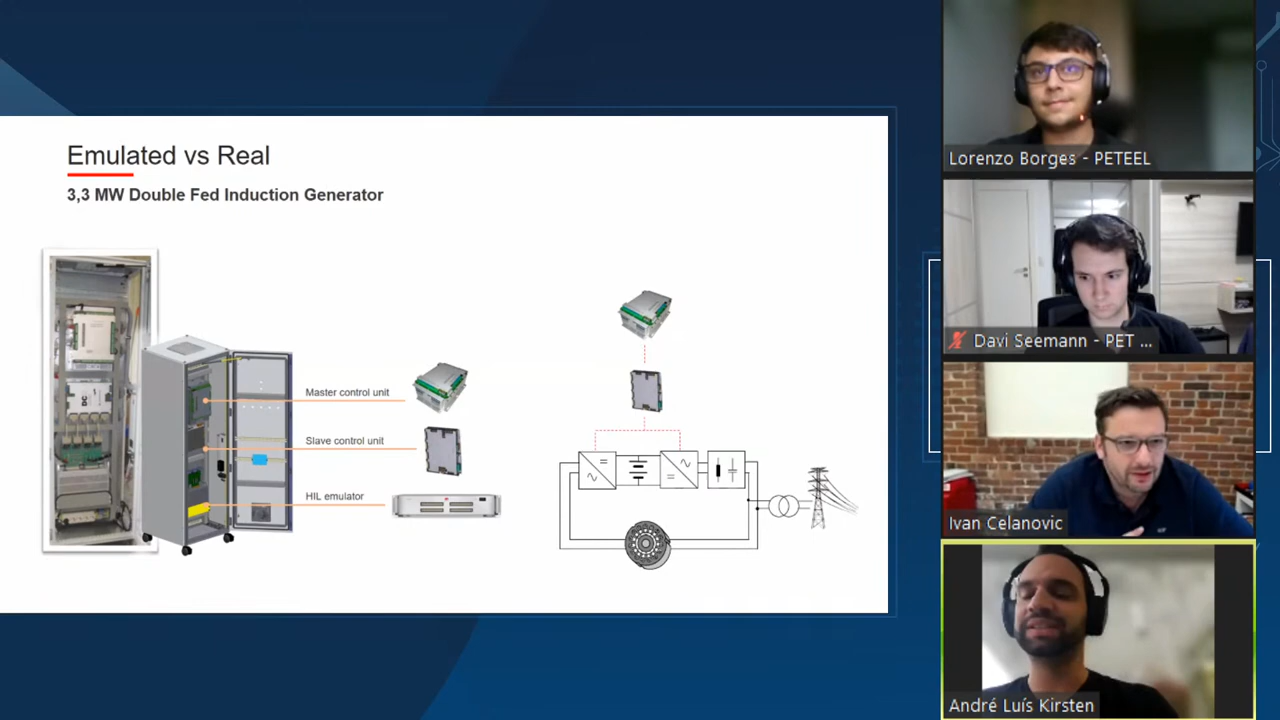 Emulated vs Real
3,3 MW Double Fed Induction Generator
DC
Master control unit
Slave control unit
HIL emulator
Lorenzo Borges - PETEEL
Davi Seemann - PET ...
Ivan Celanovic
André Luís Kirsten